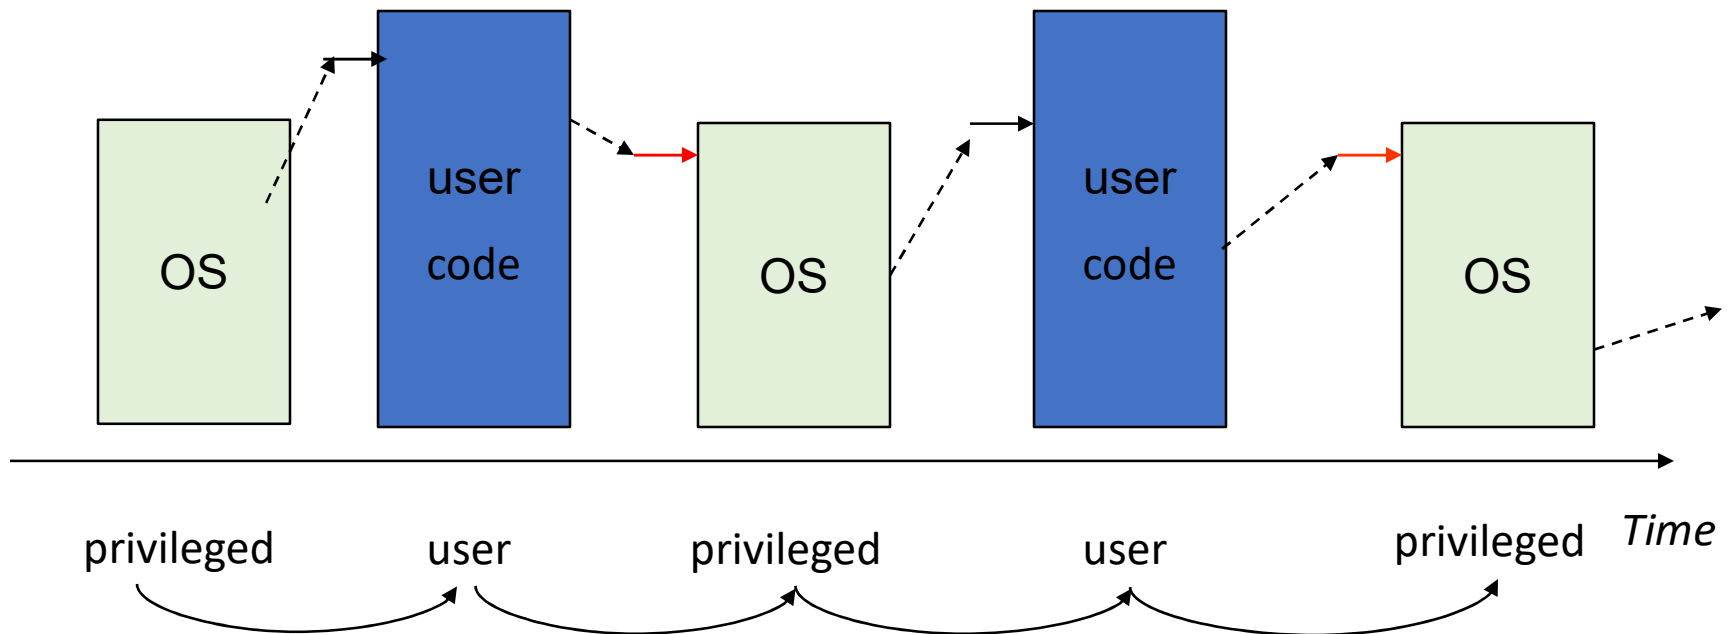 OS
user
code
OS
user
code
OS
privileged
user
privileged
user
privileged
Time